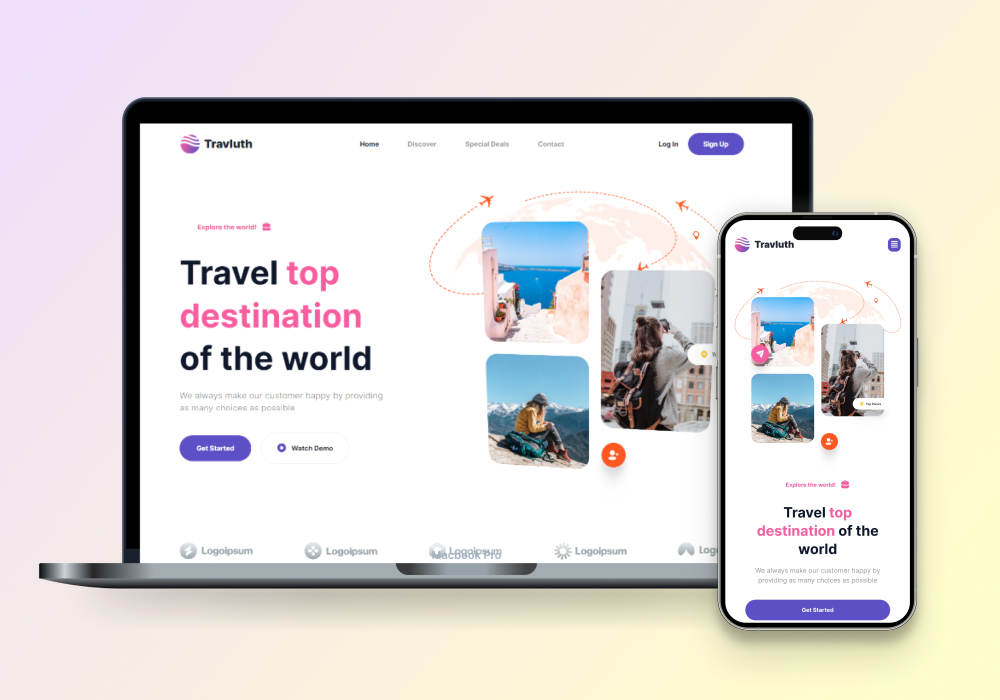 Travluth
Home
Discover
Special Deals
Contact
Log In
Sign Up
Explore the world!
Travel top
destination
of the world
We always make our customer happy by providing
as many choices as possible
Get Started
Watch Demo
Logoipsum
Logoipsum
Logoipsum
Logoipsum
Logo
Macbook Pro
Travluth
Top Places
Explore the world!
Travel top
destination of the
world
We always make our customer happy by
providing as many choices as possible
Get Started